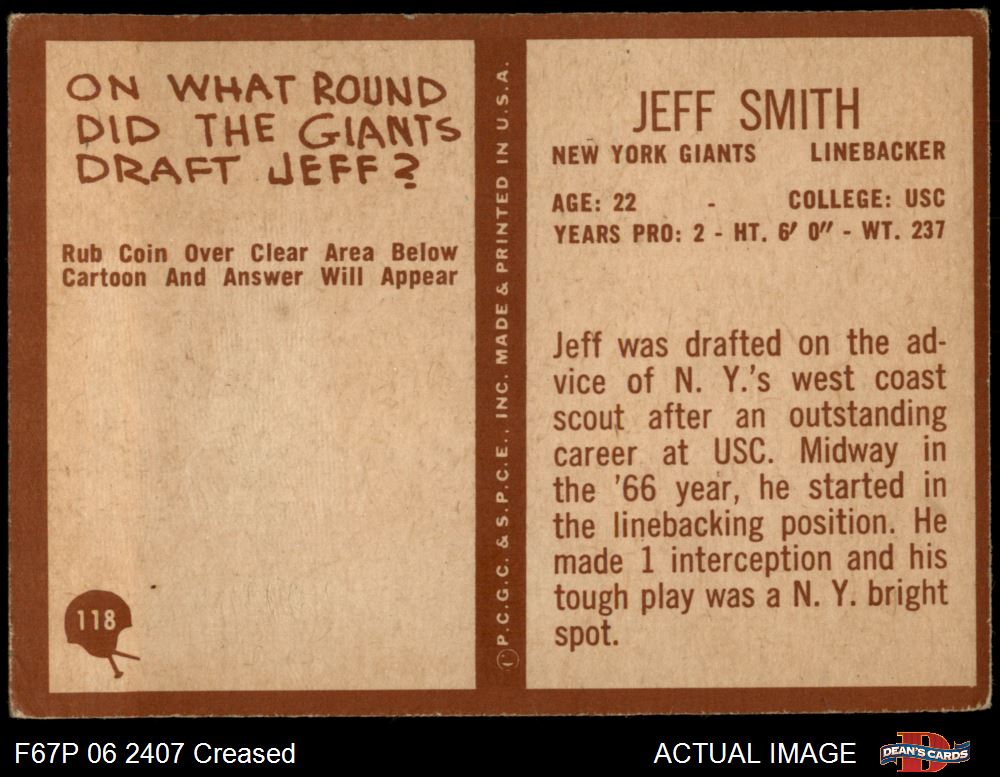 ON WHAT ROUND
DID THE GIANTS
DRAFT JEFF?
Rub Coin Over Clear Area Below
Cartoon And Answer Will Appear
118
© P.C.G.C. & S.P.C.E., INC. MADE & PRINTED IN U.S.A.
JEFF SMITH
NEW YORK GIANTS LINEBACKER
AGE: 22 - COLLEGE: USC
YEARS PRO: 2 - HT. 6' 0" - WT. 237
Jeff was drafted on the ad-
vice of N. Y.'s west coast
scout after an outstanding
career at USC. Midway in
the '66 year, he started in
the linebacking position. He
made 1 interception and his
tough play was a N. Y. bright
spot.
F67P 06 2407 Creased
ACTUAL IMAGE
DEAN'S CARDS